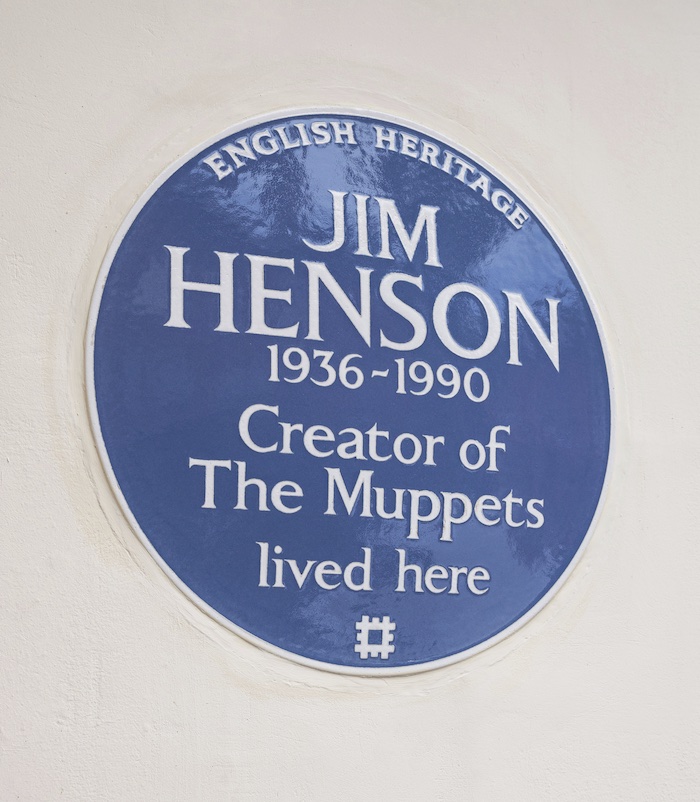 ENGLISH HERITAGE
JIM
HENSON
1936-1990
Creator of
The Muppets
lived here